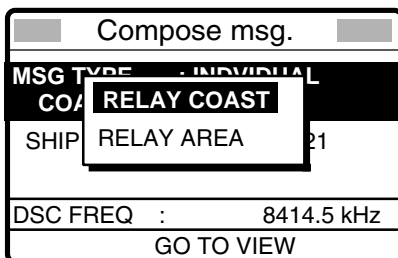 Compose msg.
MSG TYPE : INDVIDUAL
RELAY COAST
SHIP
RELAY AREA
21
DSC FREQ : 8414.5 kHz
GO TO VIEW